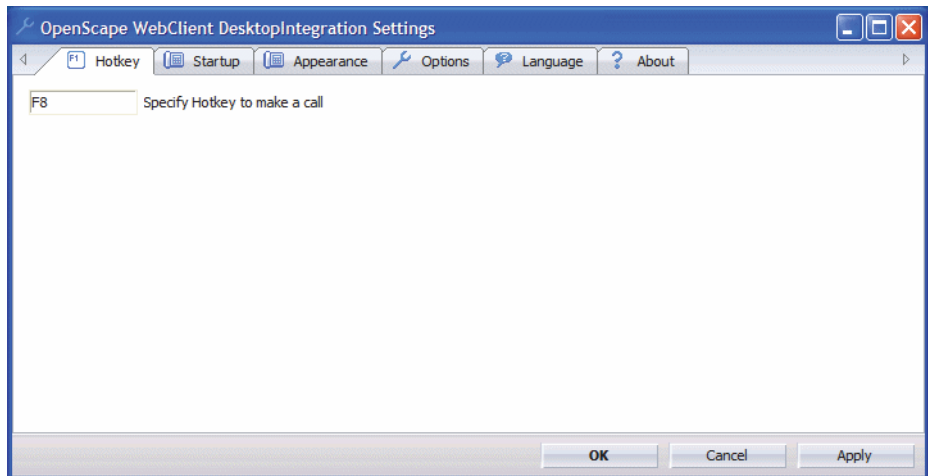 OpenScape WebClient DesktopIntegration Settings
F1 Hotkey Startup Appearance Options Language ? About
F8 Specify Hotkey to make a call
OK Cancel Apply